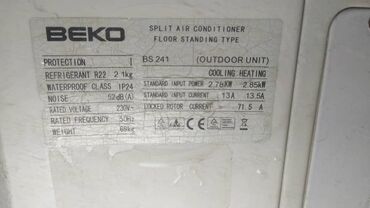 BEKO
SPLIT AIR CONDITIONER
FLOOR STANDING TYPE
PROTECTION I
BS 241 (OUTDOOR UNIT)
REFRIGERANT R22 2.1kg
COOLING HEATING
WATERPROOF CLASS IP24
STANDARD INPUT POWER 2.78KW 2.85kW
NOISE 62dB(A)
STANDARD INPUT CURRENT 13A 13.5A
RATED VOLTAGE 230V~
LOCKED ROTOR CURRENT 71.5 A
RATED FREQUENCY 50Hz
WEIGHT 68kg